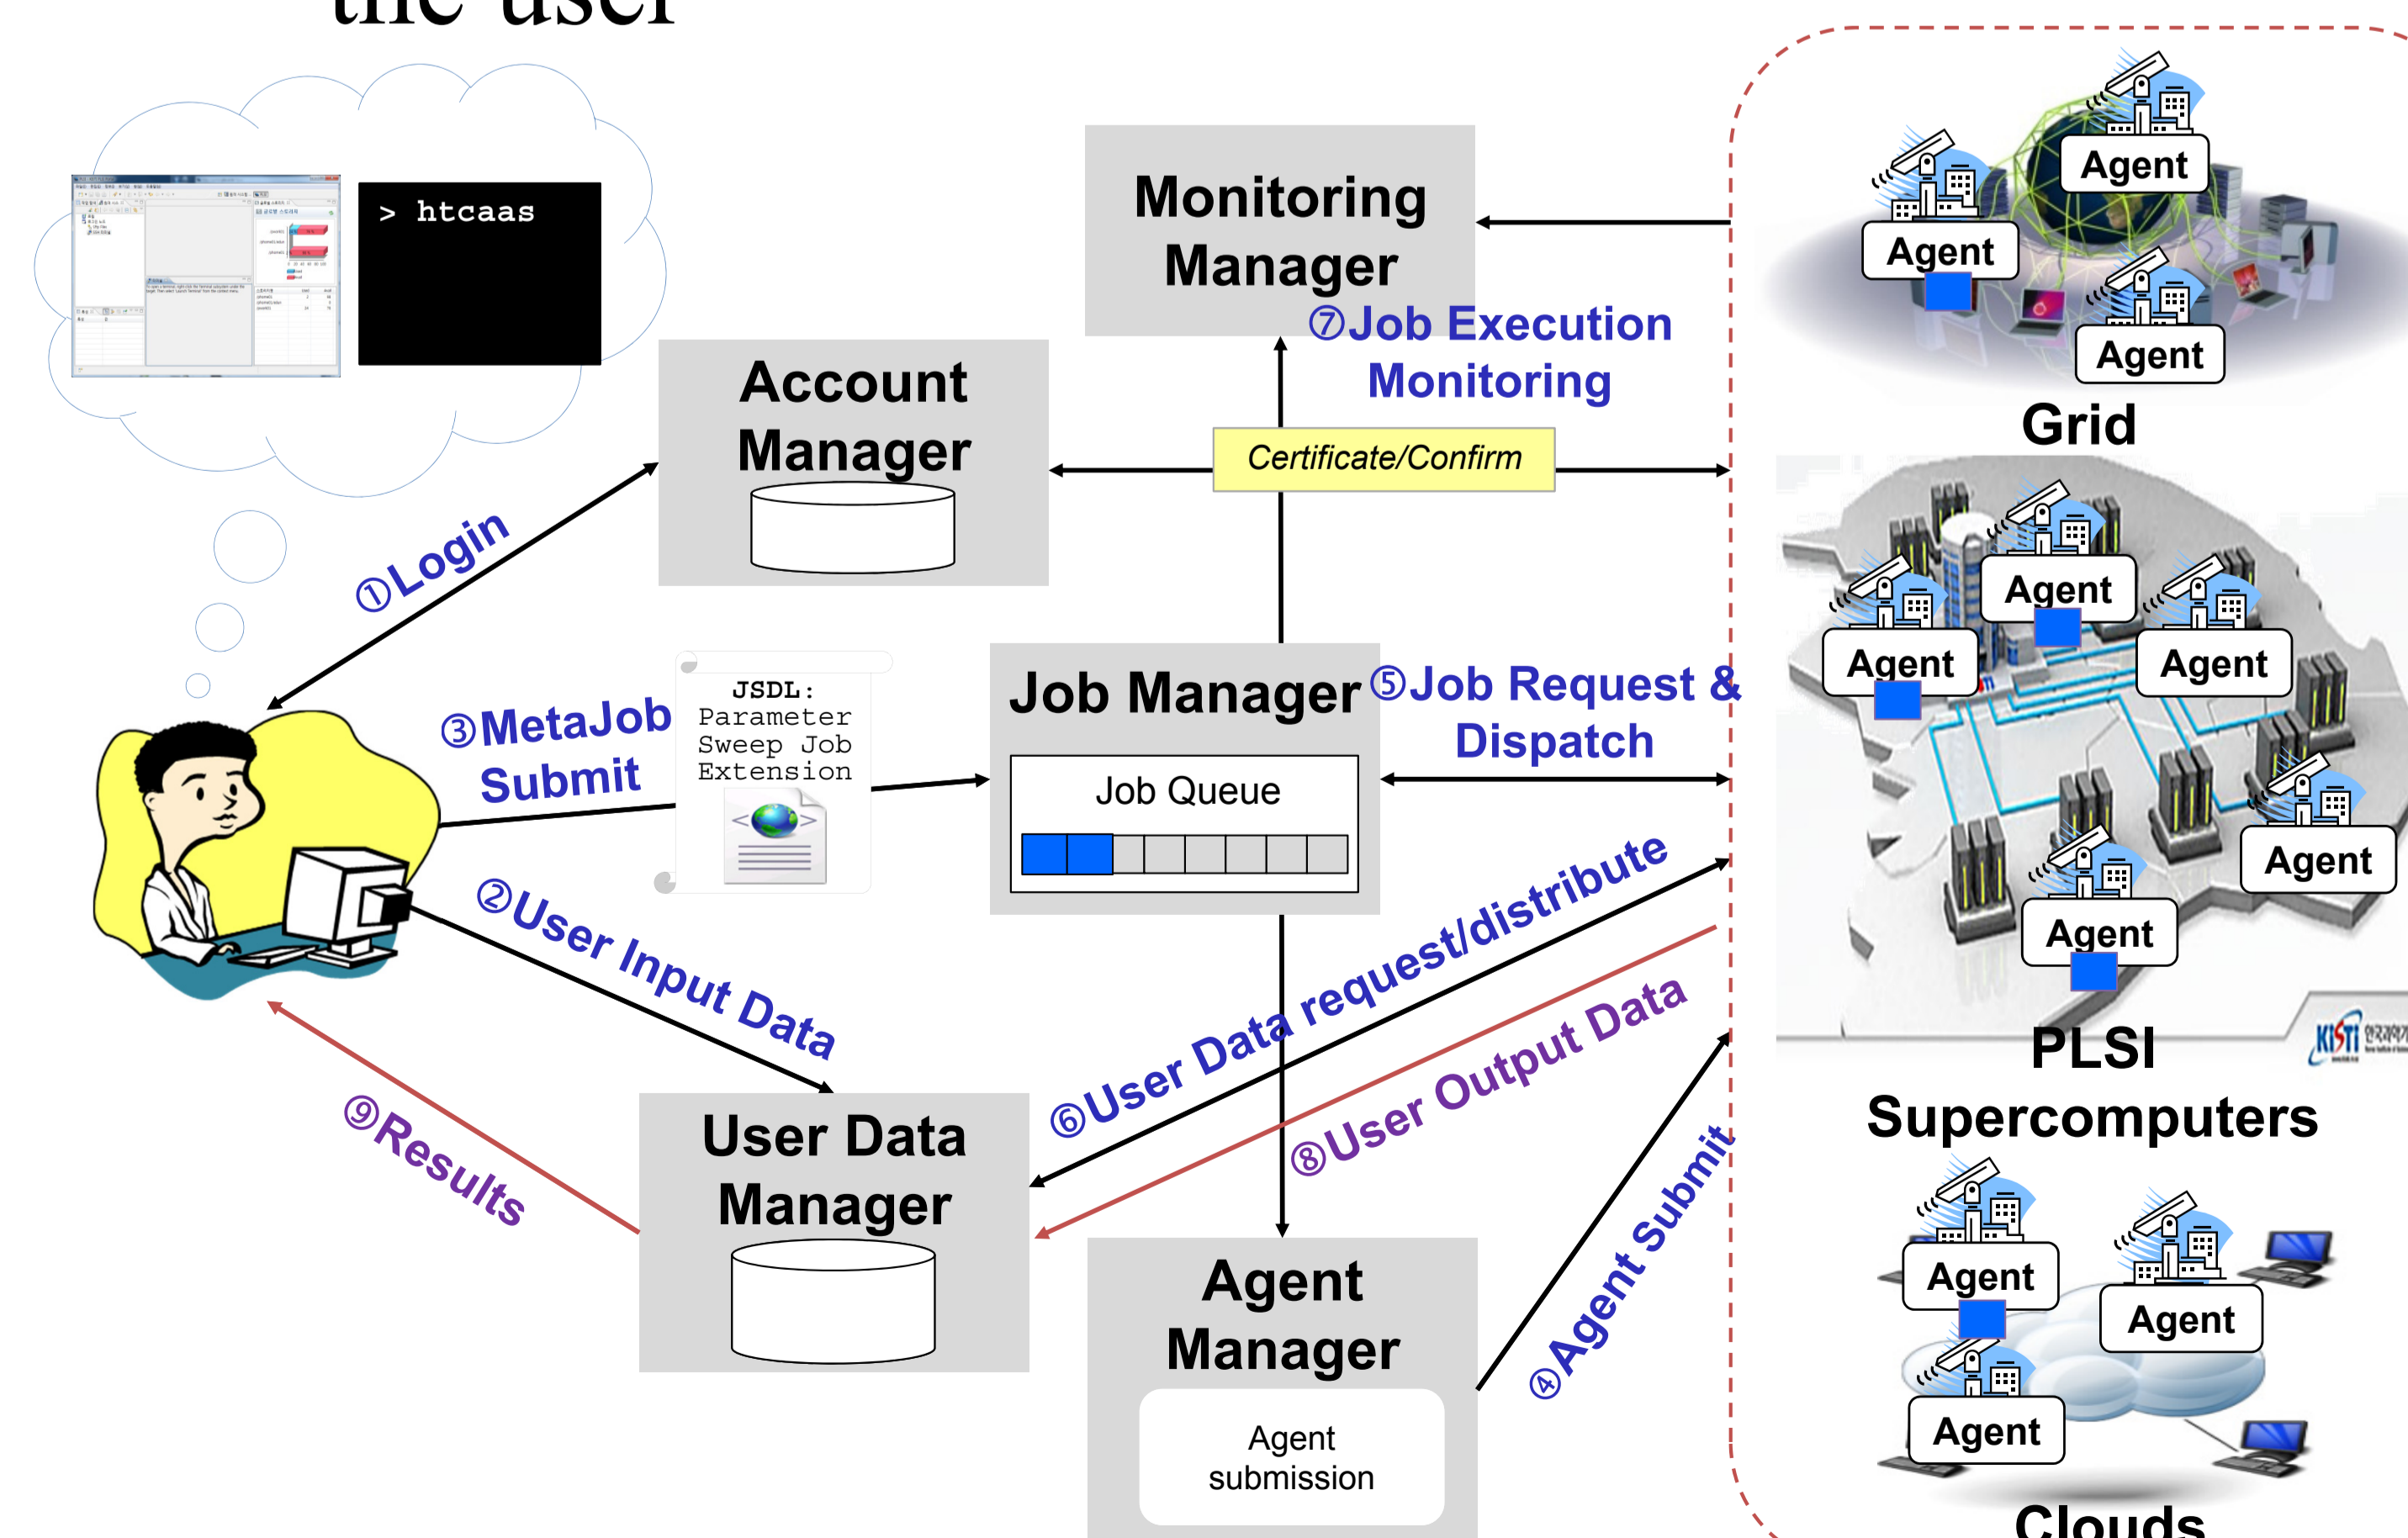 the user
> htcaas
Monitoring
Manager
⑦Job Execution
Monitoring
Account
Manager
Certificate/Confirm
①Login
③MetaJob
Submit
JSDL:
Parameter
Sweep Job
Extension
Job Manager
Job Queue
⑤Job Request &
Dispatch
②User Input Data
⑥User Data request/distribute
⑧User Output Data
⑨Results
User Data
Manager
④Agent Submit
Agent
Manager
Agent
submission
Agent
Agent
Agent
Grid
Agent
Agent
Agent
Agent
Agent
KiSTi
PLSI
Supercomputers
Agent
Agent
Agent
Clouds